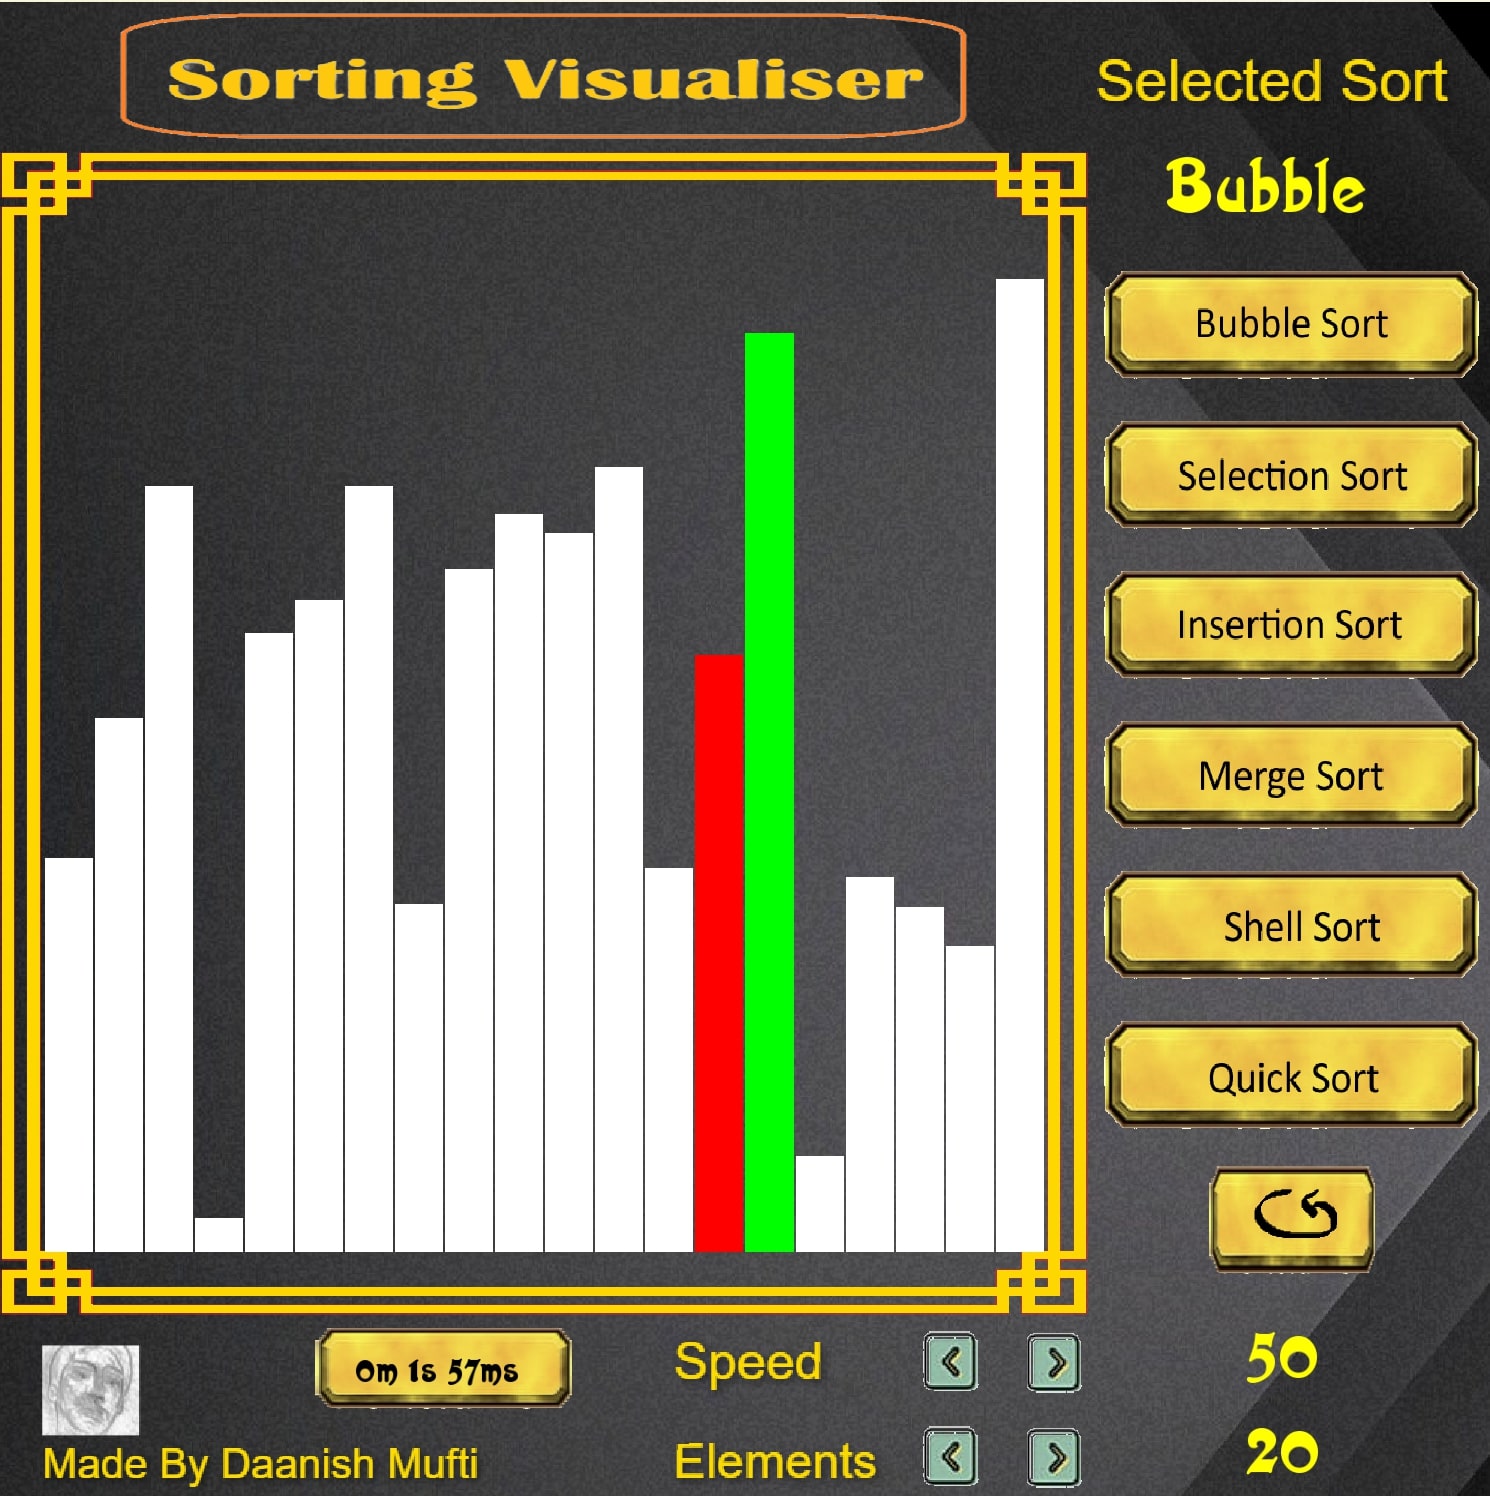 Sorting Visualiser
Selected Sort
Bubble
Bubble Sort
Selection Sort
Insertion Sort
Merge Sort
Shell Sort
Quick Sort
0m 1s 57ms
Speed
50
Made By Daanish Mufti
Elements
20